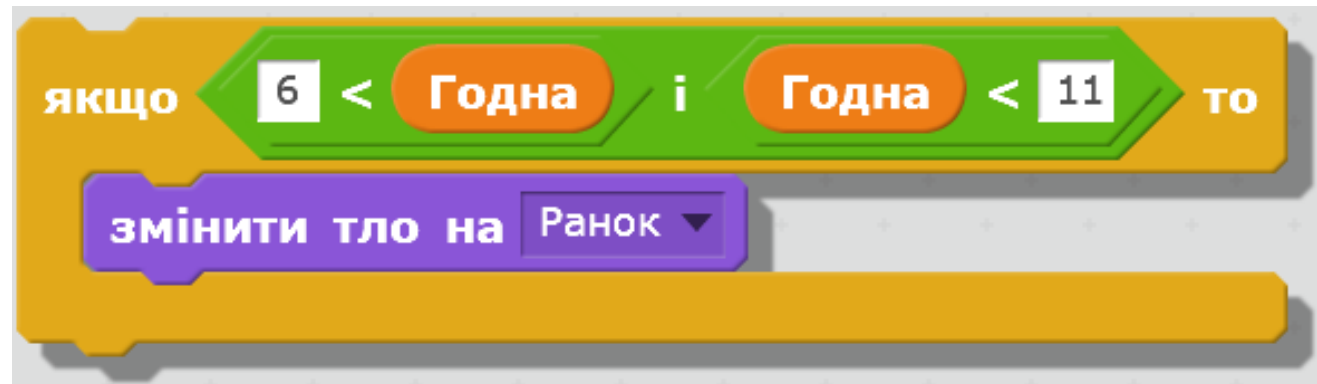 якщо 6 < Годна і Годна < 11 то
змінити тло на Ранок